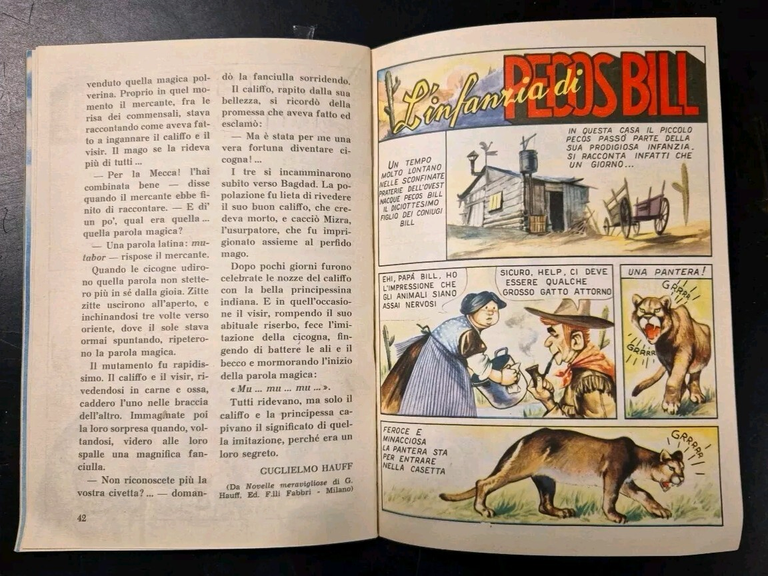 venduto quella magica pol-
verina. Proprio in quel mo-
mento il mercante, fra le
risa dei commensali, stava
raccontando come aveva fat-
to a ingannare il califfo e il
visir. Il mago se la rideva
più di tutti ...
— Per la Mecca! l'hai
combinata bene — disse
quando il mercante ebbe fi-
nito di raccontare. — E di'
un po', qual era quella ...
quella parola magica?
— Una parola latina: mu-
tabor — rispose il mercante.
Quando le cicogne udiro-
no quella parola non stette-
ro più in sé dalla gioia. Zitte
zitte uscirono all'aperto, e
inchinandosi tre volte verso
oriente, dove il sole stava
ormai spuntando, ripetero-
no la parola magica.
Il mutamento fu rapidis-
simo. Il califfo e il visir, ri-
vedendosi in carne e ossa,
caddero l'uno nelle braccia
dell'altro. Immaginate poi
la loro sorpresa quando, vol-
tandosi, videro alle loro
spalle una magnifica fan-
ciulla.
— Non riconoscete più la
vostra civetta? ... — doman-
42
dò la fanciulla sorridendo.
Il califfo, rapito dalla sua
bellezza, si ricordò della
promessa che aveva fatto ed
esclamò:
— Ma è stata per me una
vera fortuna diventare ci-
cogna! ...
I tre si incamminarono
subito verso Bagdad. La po-
polazione fu lieta di rivedere
il suo buon califfo, che cre-
deva morto, e cacciò Mizra,
l'usurpatore, che fu impri-
gionato assieme al perfido
mago.
Dopo pochi giorni furono
celebrate le nozze del califfo
con la bella principessina
indiana. E in quell'occasio-
ne il visir, rompendo il suo
abituale riserbo, fece l'imi-
tazione della cicogna, fin-
gendo di battere le ali e il
becco e mormorando l'inizio
della parola magica:
« Mu ... mu ... mu ... ».
Tutti ridevano, ma solo il
califfo e la principessa ca-
pivano il significato di quel-
la imitazione, perché era un
loro segreto.
GUGLIELMO HAUFF
(Da Novelle meravigliose di G.
Hauff. Ed. F.lli Fabbri - Milano)
L'infanzia di PECOS BILL
UN TEMPO
MOLTO LONTANO
NELLE SCONFINATE
PRATERIE DELL'OVEST
NACQUE PECOS BILL
IL DICIOTTESIMO
FIGLIO DEI CONIUGI
BILL
IN QUESTA CASA IL PICCOLO
PECOS PASSÒ PARTE DELLA
SUA PRODIGIOSA INFANZIA.
SI RACCONTA INFATTI CHE
UN GIORNO...
EHI, PAPÀ BILL, HO
L'IMPRESSIONE CHE
GLI ANIMALI SIANO
ASSAI NERVOSI
SICURO, HELP, CI DEVE
ESSERE QUALCHE
GROSSO GATTO ATTORNO
UNA PANTERA!
GRRRR
GRRRR
FEROCE E
MINACCIOSA
LA PANTERA STA
PER ENTRARE
NELLA CASETTA
GRRRRR